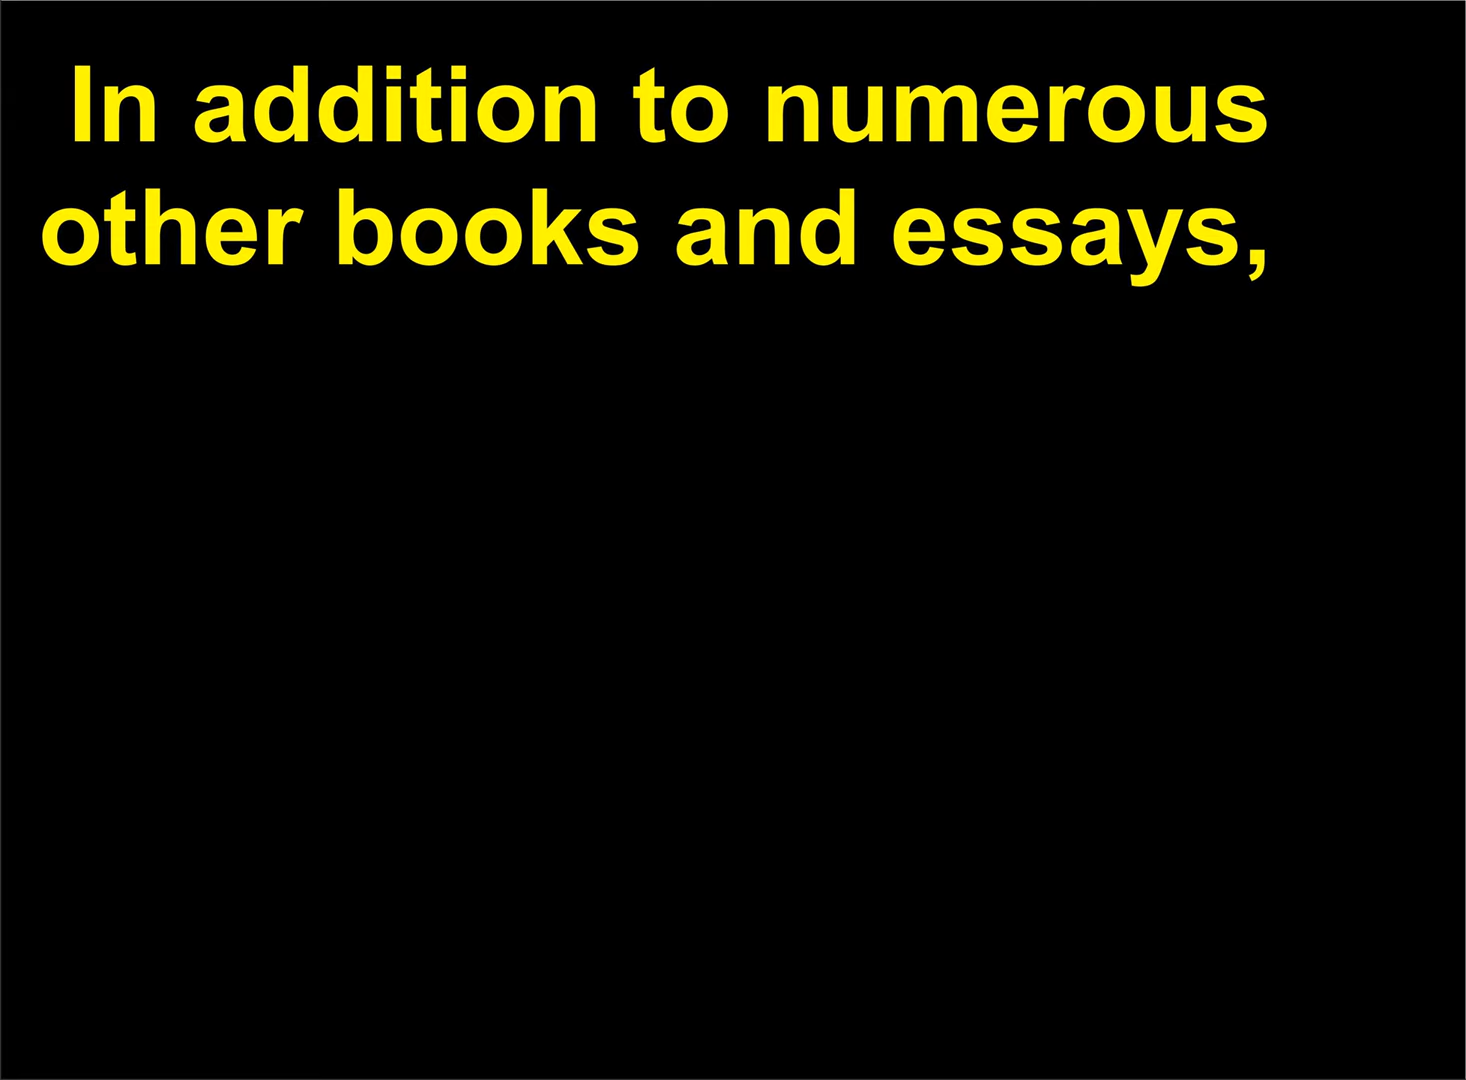 In addition to numerous
other books and essays,